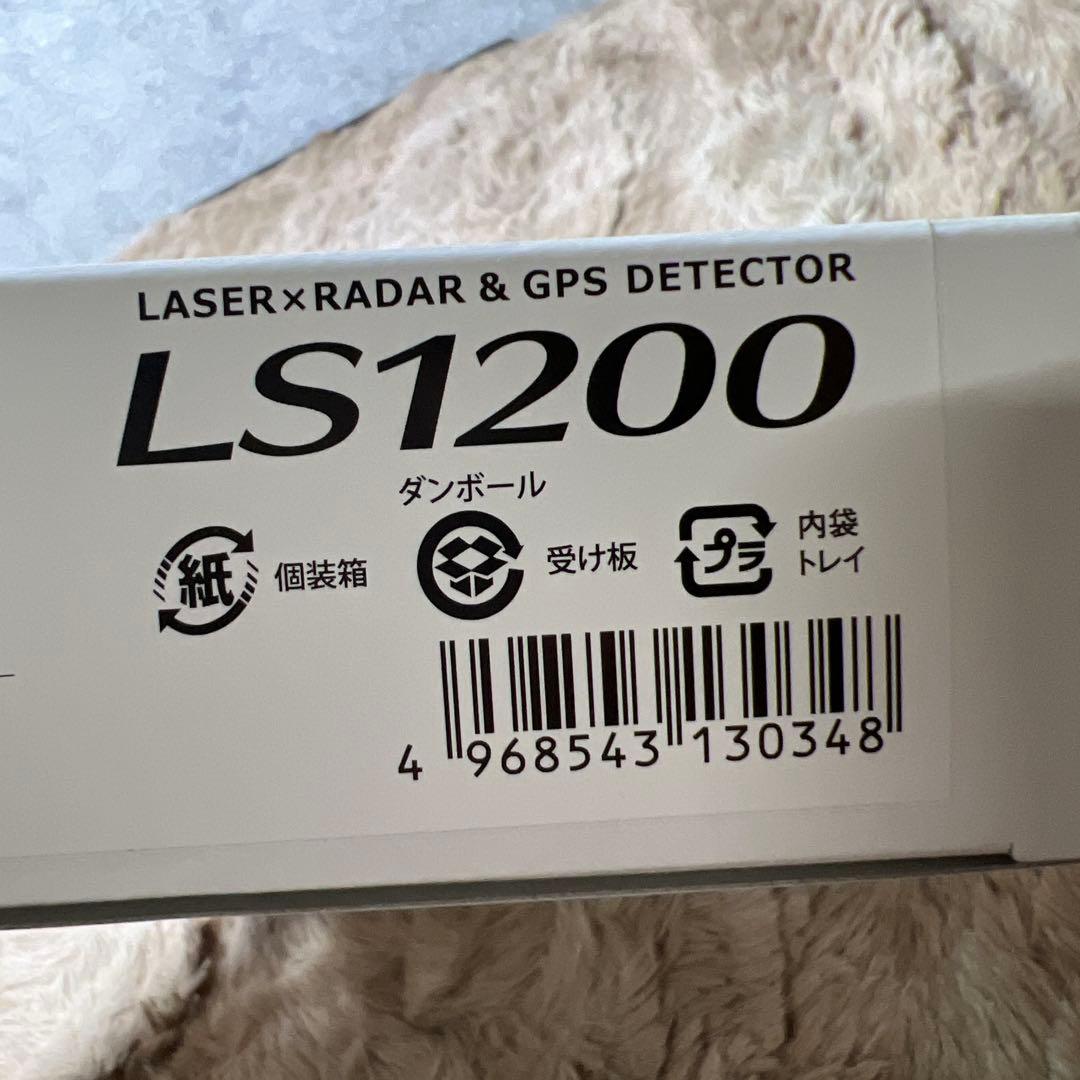 LASER×RADAR & GPS DETECTOR
LS1200
ダンボール
紙 個装箱
受け板
プラ
内袋
トレイ
4 968543 130348